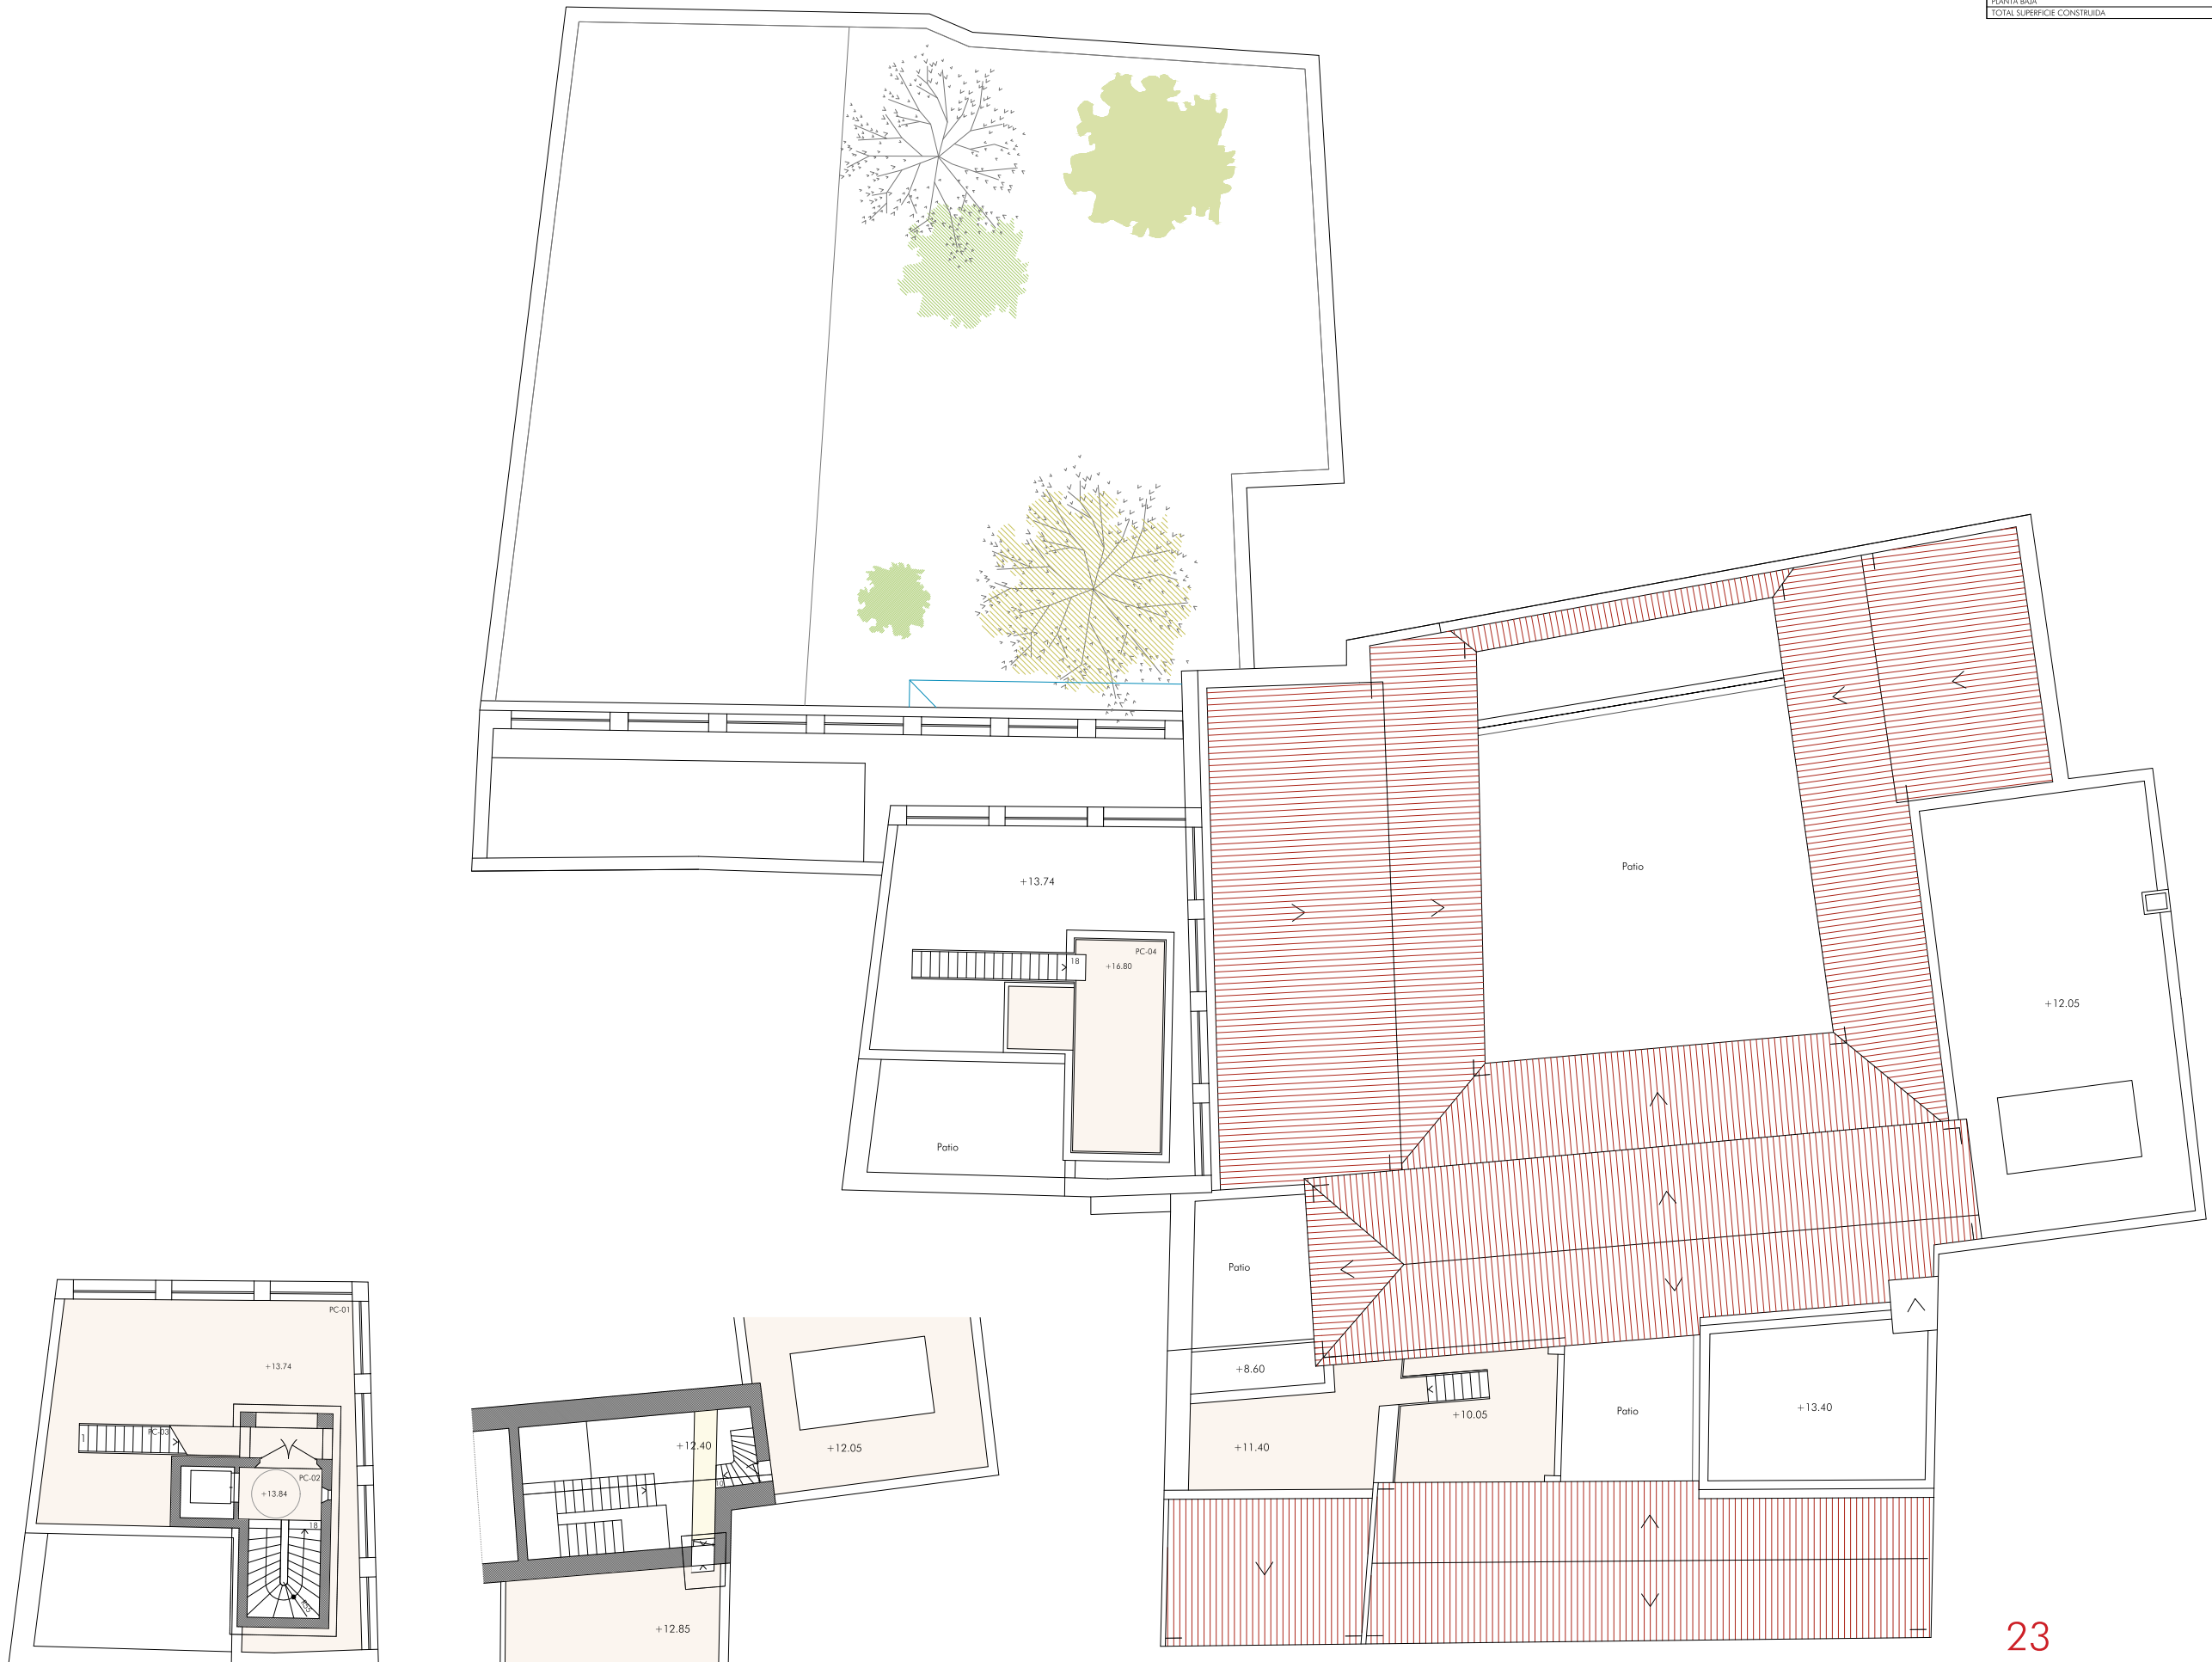 PLANTA BAJA
TOTAL SUPERFICIE CONSTRUIDA
Patio
+13.74
PC-04
18
+16.80
+12.05
Patio
Patio
PC-01
+13.74
+8.60
+10.05
Patio
+13.40
PC-03
1
+12.40
+12.05
+11.40
PC-02
10
+13.84
18
R55
+12.85
23